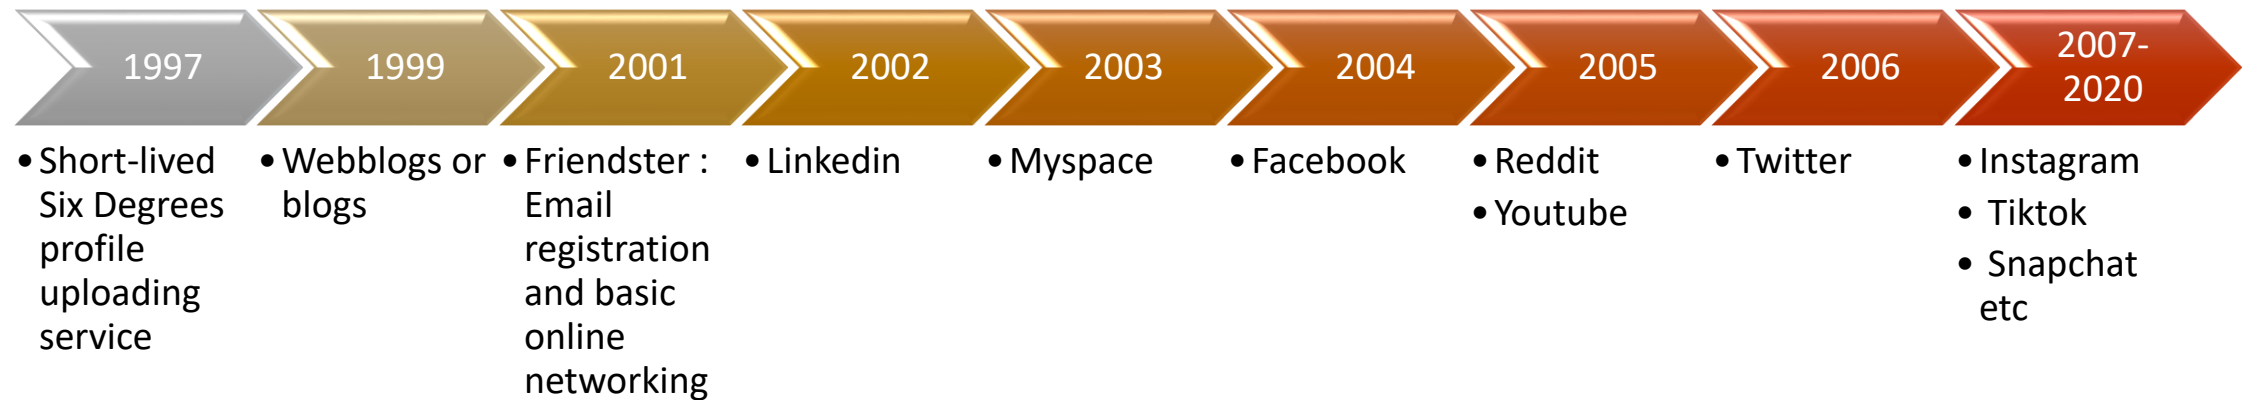 1997
1999
2001
2002
2003
2004
2005
2006
2007-
2020
•Short-lived
Six Degrees
profile
uploading
service
•Webblogs or
blogs
•Friendster :
Email
registration
and basic
online
networking
•Linkedin
•Myspace
•Facebook
•Reddit
•Youtube
•Twitter
•Instagram
• Tiktok
• Snapchat
etc